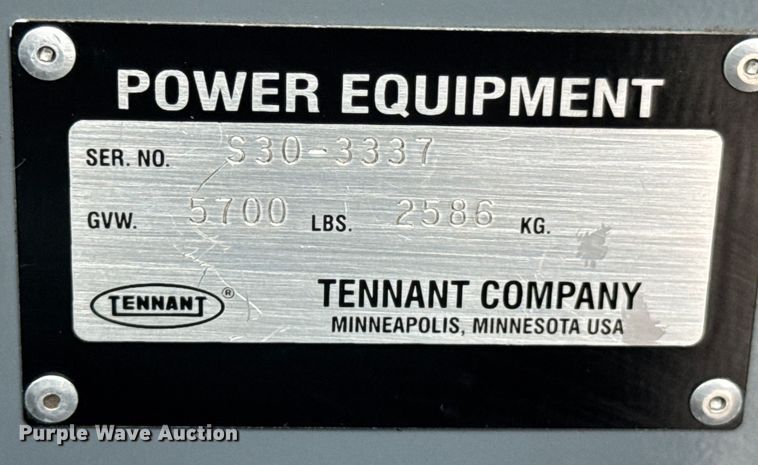 POWER EQUIPMENT
SER. NO. S30-3337
GVW. 5700 LBS. 2586 KG.
TENNANT ® TENNANT COMPANY
MINNEAPOLIS, MINNESOTA USA
Purple Wave Auction